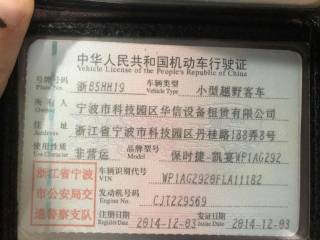 中华人民共和国机动车行驶证
Vehicle License of the People's Republic of China
号牌号码 Plate No. 浙B5HH19 车辆类型 Vehicle Type 小型越野客车
所有人 Owner 宁波市科技园区华信设备租赁有限公司
住址 Address 浙江省宁波市科技园区丹桂路188弄8号
使用性质 Use Character 非营运 品牌型号 Model 保时捷-凯宴WP1AG292
浙江省宁波市公安局交通警察支队
车辆识别代号 VIN WP1AG2928FLA11182
发动机号码 Engine No. CJT229569
注册日期 Register Date 2014-12-03 发证日期 Issue Date 2014-12-03